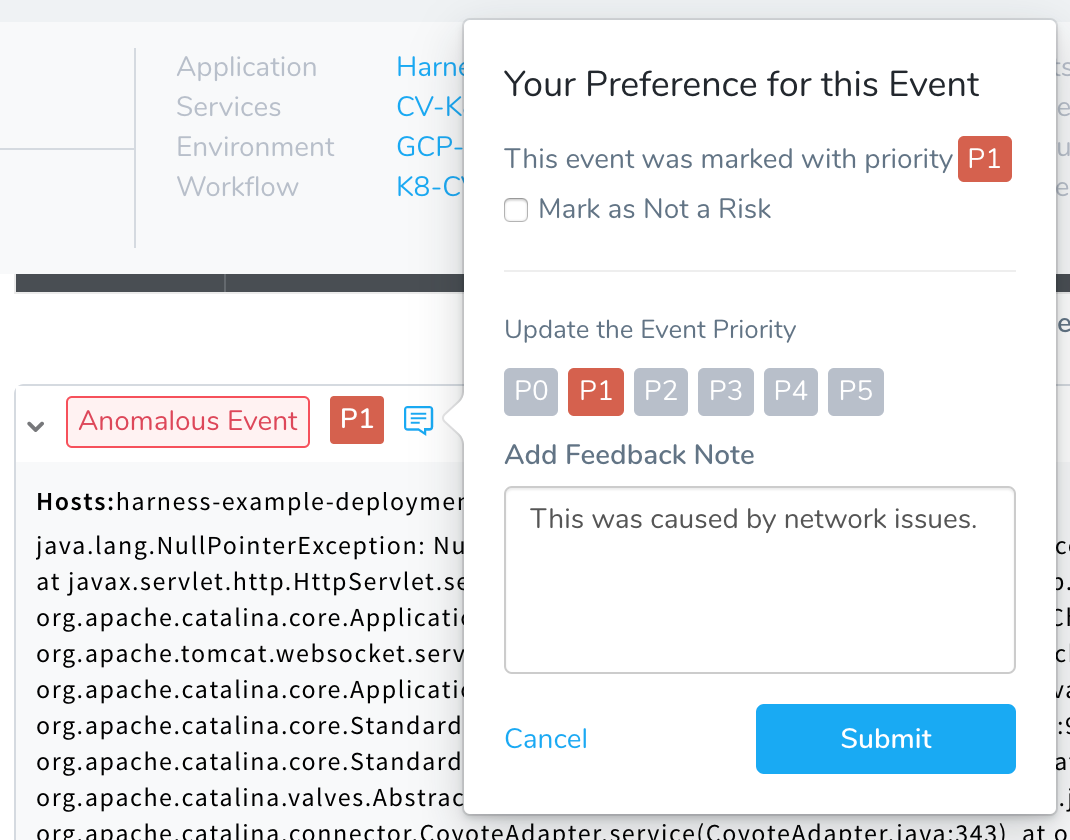 Application
Services
Environment
Workflow
GCP-
Your Preference for this Event
This event was marked with priority P1
Mark as Not a Risk
Update the Event Priority
P0 P1 P2 P3 P4 P5
Add Feedback Note
This was caused by network issues.
Cancel
Submit
Anomalous Event P1
Hosts:harness-example-deploymen
java.lang.NullPointerException:
at javax.servlet.http.HttpServlet.se
org.apache.catalina.core.Applicatio
org.apache.tomcat.websocket.serv
org.apache.catalina.core.Applicatio
org.apache.catalina.core.Standard
org.apache.catalina.core.Standard
org.apache.catalina.valves.Abstrac
org.apache.catalina.connector.CoyoteAdapter.service(CoyoteAdapter.java:343) at o